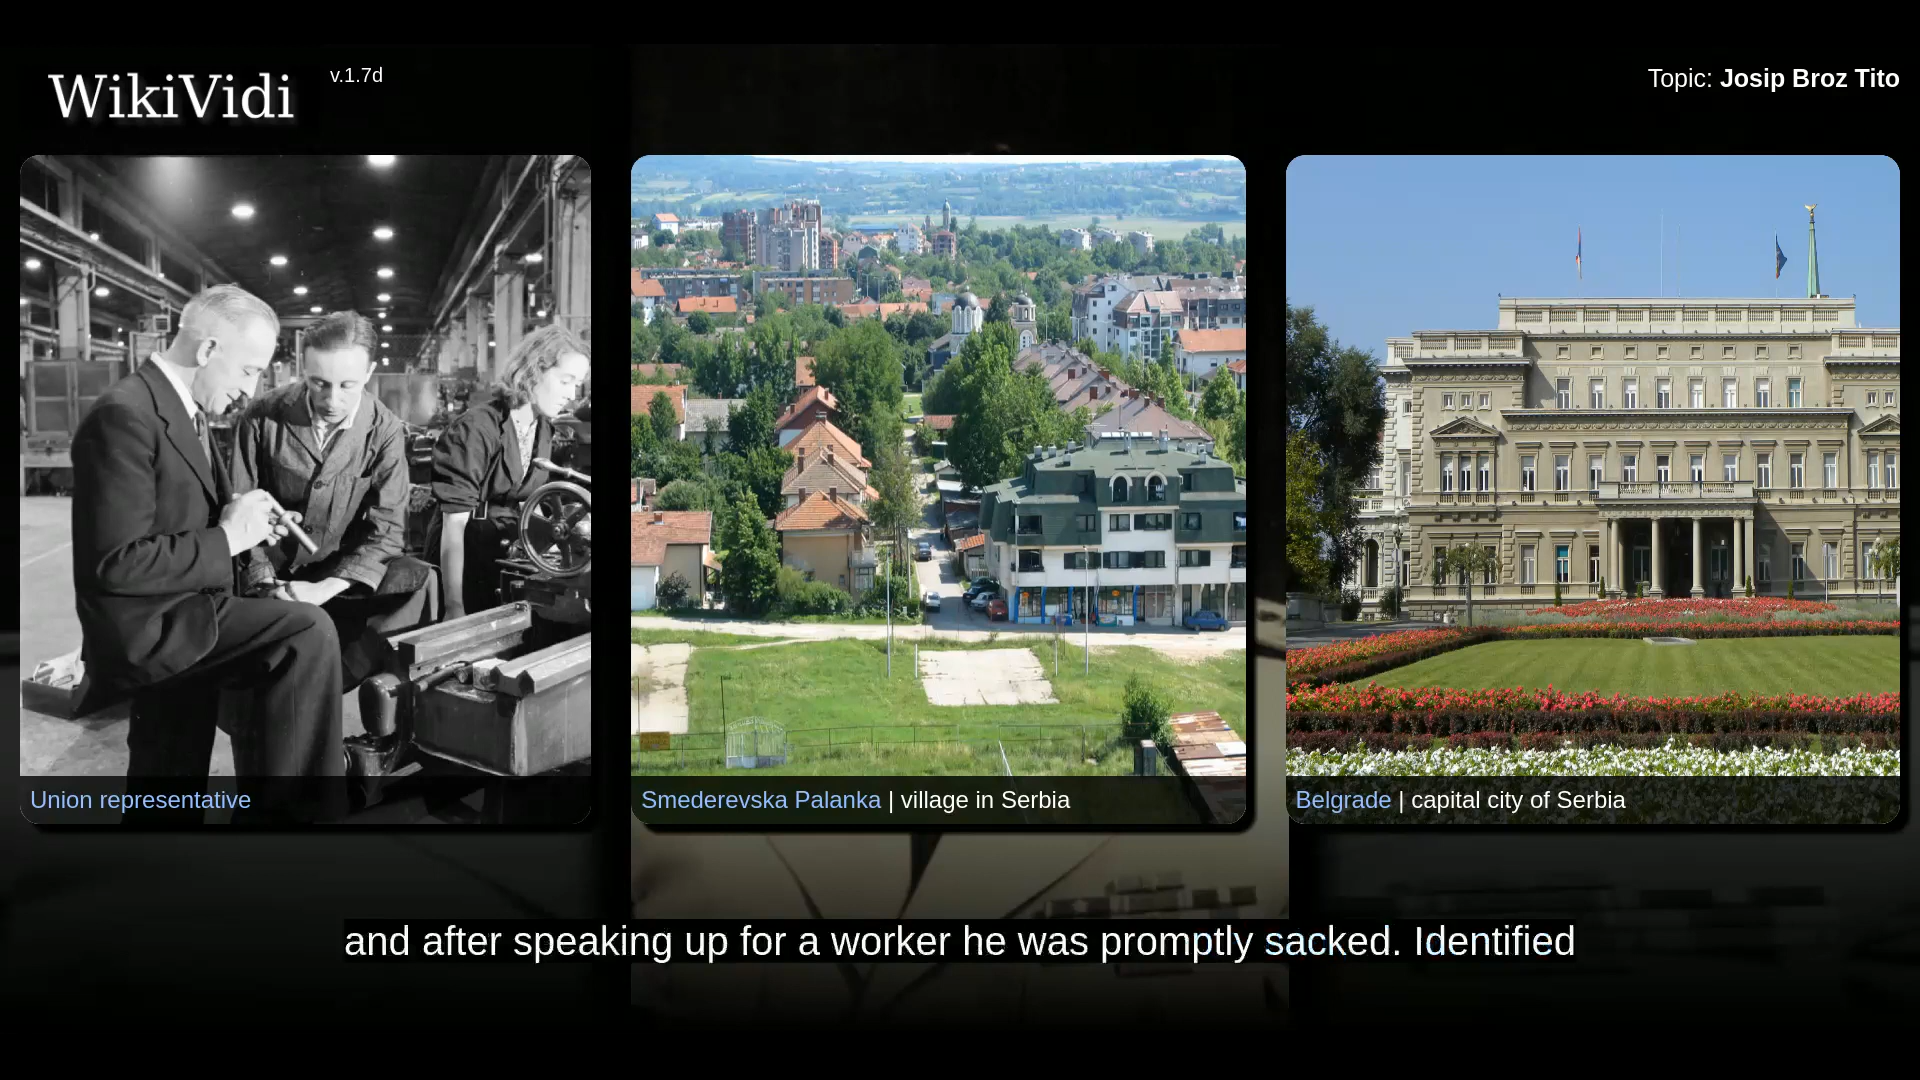 WikiVidi
v.1.7d
Topic: Josip Broz Tito
Union representative
Smederevska Palanka | village in Serbia
Belgrade | capital city of Serbia
and after speaking up for a worker he was promptly sacked. Identified